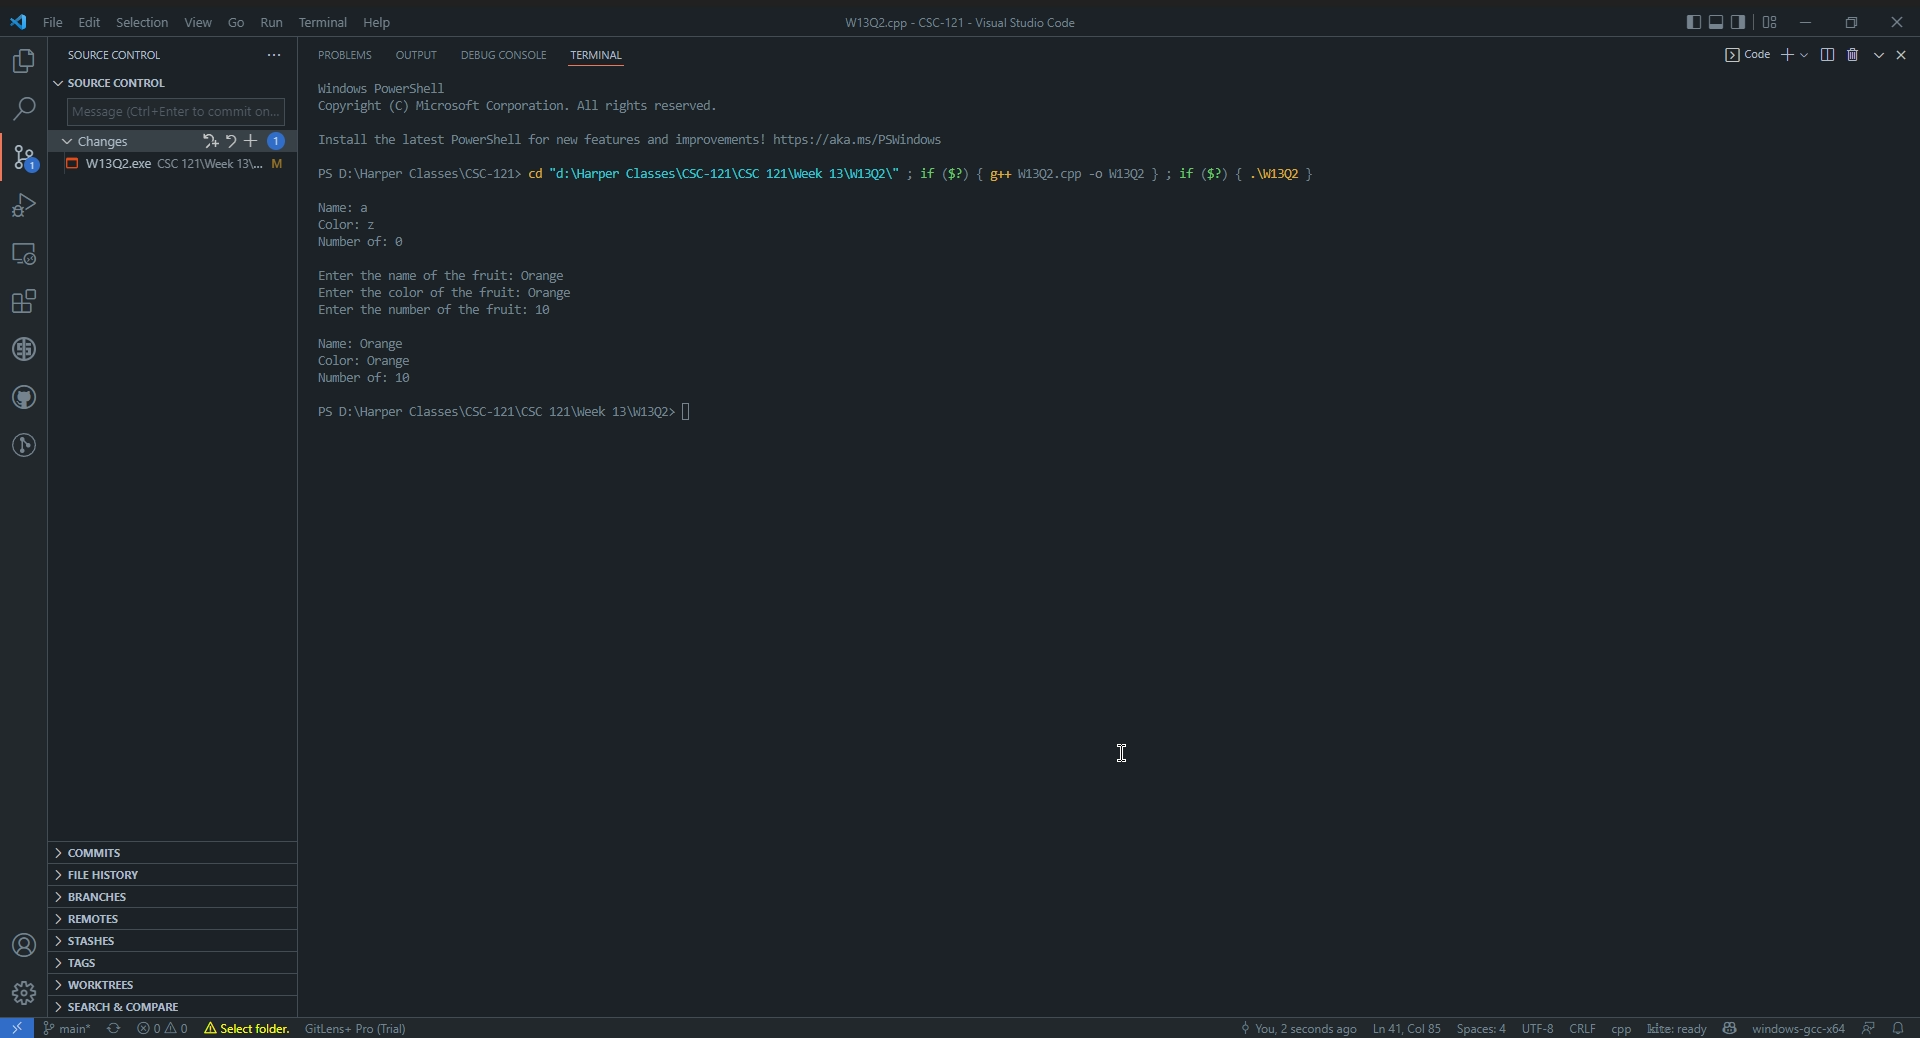 File Edit Selection View Go Run Terminal Help
W13Q2.cpp - CSC-121 - Visual Studio Code
SOURCE CONTROL ...
SOURCE CONTROL
Message (Ctrl+Enter to commit on...
Changes 1
W13Q2.exe CSC 121\Week 13\... M
1
COMMITS
FILE HISTORY
BRANCHES
REMOTES
STASHES
TAGS
WORKTREES
SEARCH & COMPARE
PROBLEMS OUTPUT DEBUG CONSOLE TERMINAL
Code
Windows PowerShell
Copyright (C) Microsoft Corporation. All rights reserved.
Install the latest PowerShell for new features and improvements! https://aka.ms/PSWindows
PS D:\Harper Classes\CSC-121> cd "d:\Harper Classes\CSC-121\CSC 121\Week 13\W13Q2\" ; if ($?) { g++ W13Q2.cpp -o W13Q2 } ; if ($?) { .\W13Q2 }
Name: a
Color: z
Number of: 0
Enter the name of the fruit: Orange
Enter the color of the fruit: Orange
Enter the number of the fruit: 10
Name: Orange
Color: Orange
Number of: 10
PS D:\Harper Classes\CSC-121\CSC 121\Week 13\W13Q2>
main* 0 0 Select folder. GitLens+ Pro (Trial)
You, 2 seconds ago Ln 41, Col 85 Spaces: 4 UTF-8 CRLF cpp kite: ready windows-gcc-x64